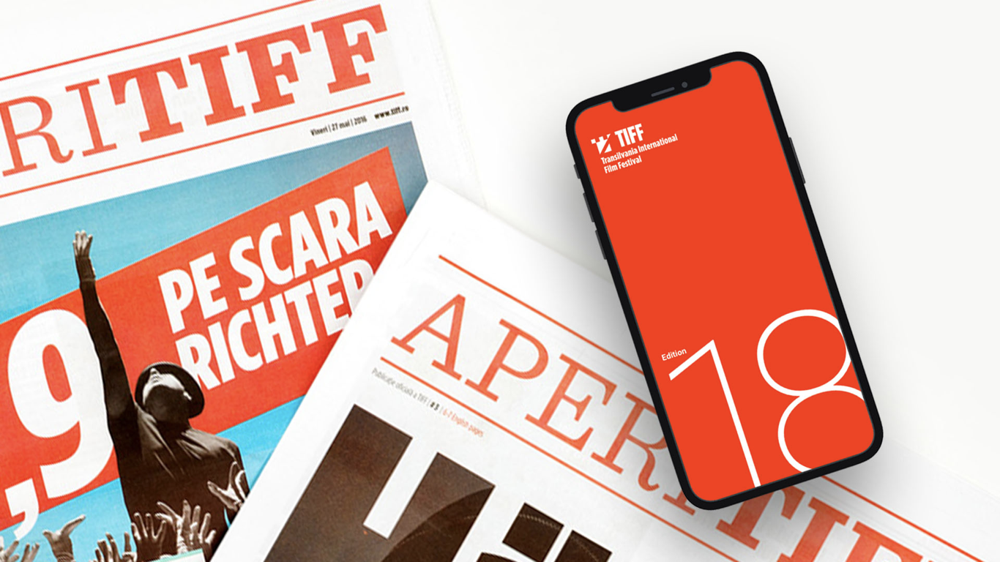 RITIFF
Vineri | 27 mai | 2016 www.tiff.ro
PE SCARA
RICHTER
,9
APERITIFF
Publicație oficială a TIFF | #3 | 6-7 English pages
TIFF
Transilvania International
Film Festival
Edition
18